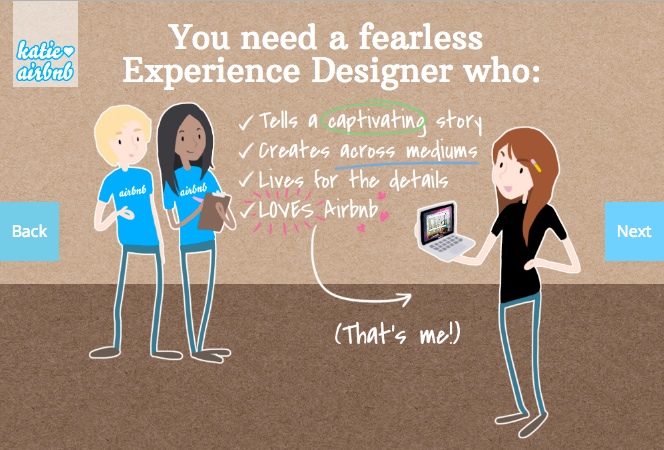 katie
airbnb
You need a fearless
Experience Designer who:
✓ Tells a captivating story
✓ Creates across mediums
✓ Lives for the details
✓ LOVES Airbnb
airbnb
airbnb
Back
Next
(That's me!)